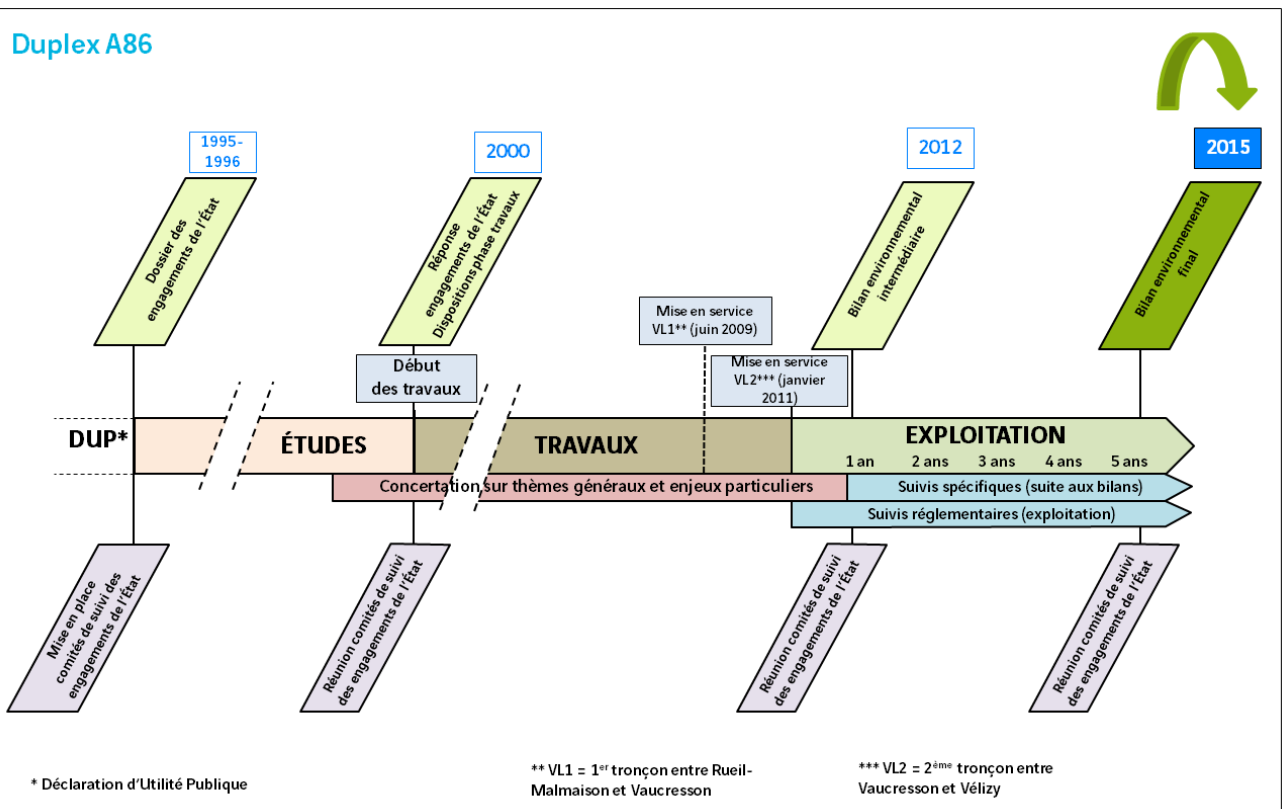 Duplex A86
1995-
1996
2000
2012
2015
Dossier des
engagements de l'État
Réponse
engagements de l'État
Dispositions phase travaux
Bilan environnemental
intermédiaire
Bilan environnemental
final
Mise en service
VL1** (juin 2009)
Début
des travaux
Mise en service
VL2*** (janvier
2011)
DUP*
ÉTUDES
TRAVAUX
EXPLOITATION
1 an
2 ans
3 ans
4 ans
5 ans
Concertation sur thèmes généraux et enjeux particuliers
Suivis spécifiques (suite aux bilans)
Suivis réglementaires (exploitation)
Mise en place
comités de suivi des
engagements de l'État
Réunion comités de suivi
des engagements de l'État
Réunion comités de suivi
des engagements de l'État
Réunion comités de suivi
des engagements de l'État
* Déclaration d'Utilité Publique
** VL1 = 1er tronçon entre Rueil-
Malmaison et Vaucresson
*** VL2 = 2ème tronçon entre
Vaucresson et Vélizy